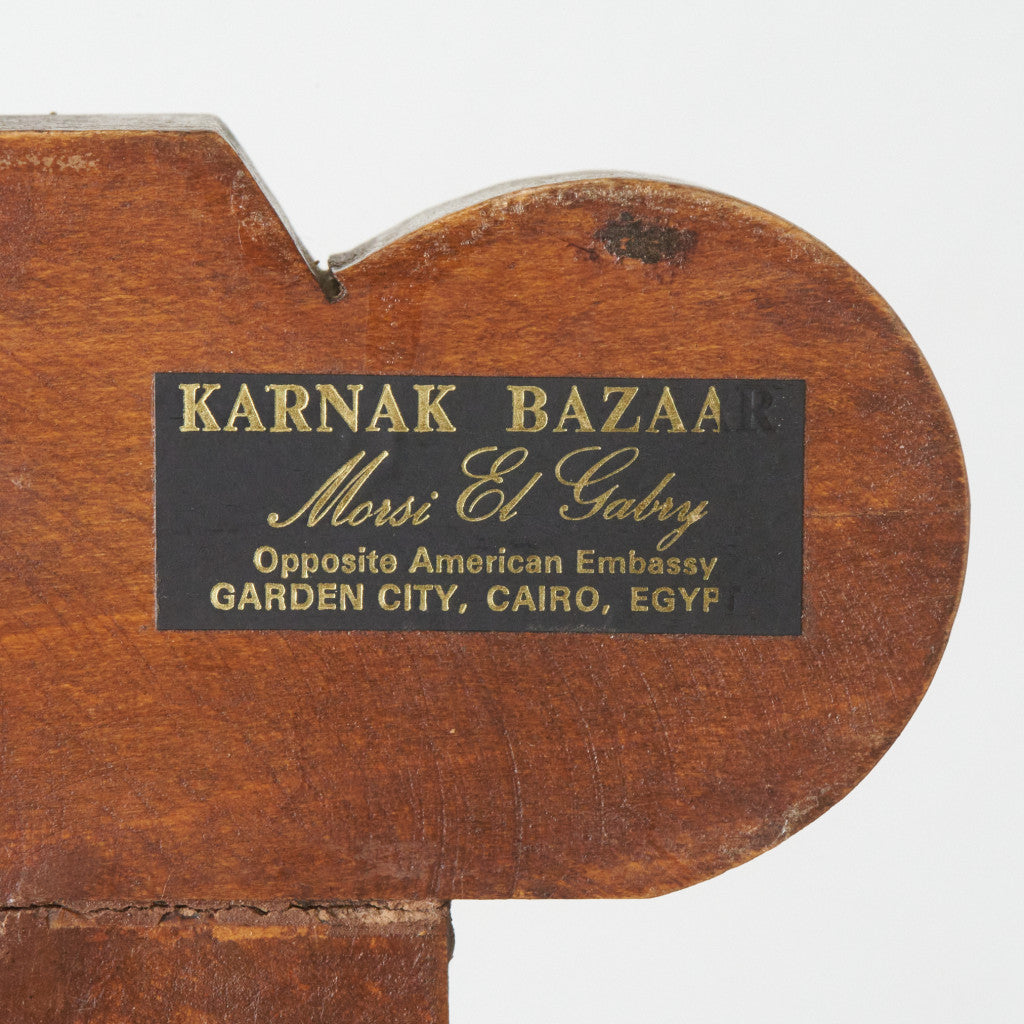 KARNAK BAZAAR
Morsi El Gabry
Opposite American Embassy
GARDEN CITY, CAIRO, EGYPT